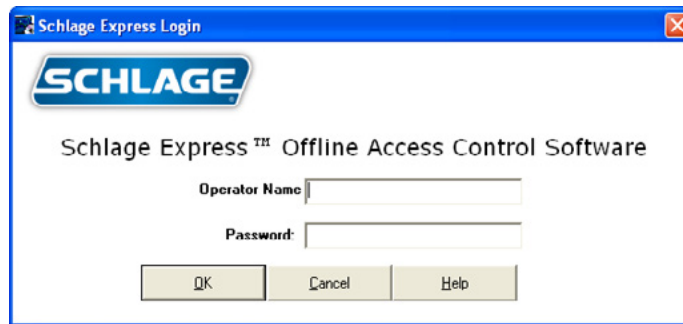 Schlage Express Login
SCHLAGE
Schlage Express™ Offline Access Control Software
Operator Name
Password:
OK Cancel Help